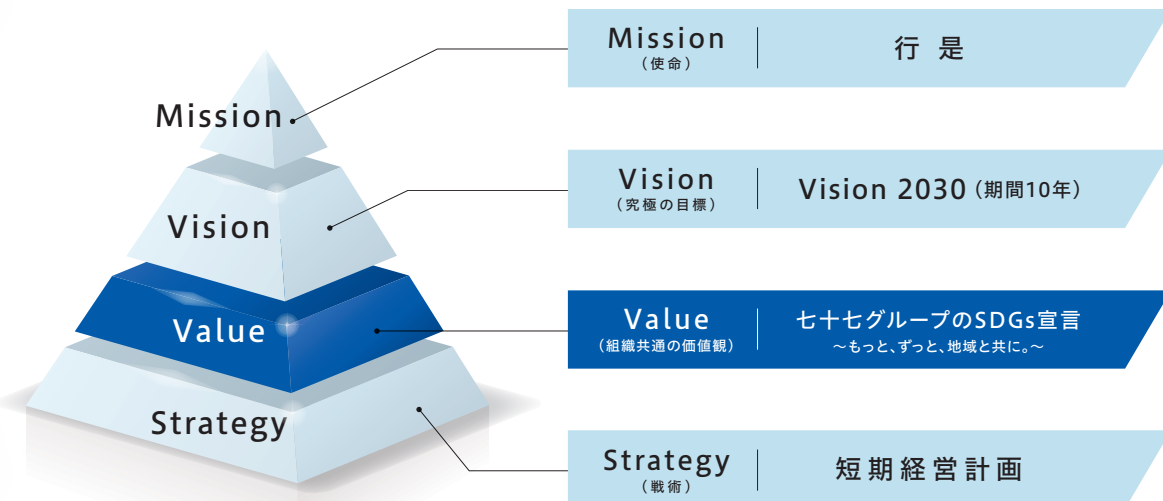 Mission
Vision
Value
Strategy
Mission
(使命)
行是
Vision
(究極の目標)
Vision 2030 (期間10年)
Value
(組織共通の価値観)
七十七グループのSDGs宣言
～もっと、ずっと、地域と共に。～
Strategy
(戦術)
短期経営計画